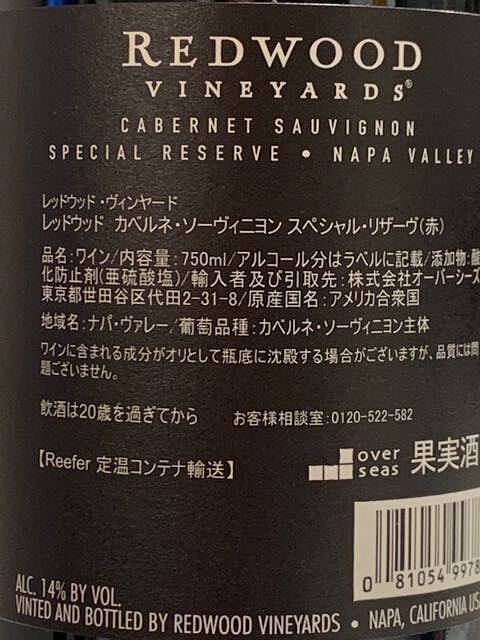 REDWOOD
VINEYARDS®
CABERNET SAUVIGNON
SPECIAL RESERVE • NAPA VALLEY
レッドウッド・ヴィンヤード
レッドウッド カベルネ・ソーヴィニヨン スペシャル・リザーヴ(赤)
品名:ワイン/内容量:750ml/アルコール分はラベルに記載/添加物:酸
化防止剤(亜硫酸塩)/輸入者及び引取先:株式会社オーバーシーズ
東京都世田谷区代田2-31-8/原産国名:アメリカ合衆国
地域名:ナパ・ヴァレー/葡萄品種:カベルネ・ソーヴィニヨン主体
ワインに含まれる成分がオリとして瓶底に沈殿する場合がございますが、品質には問
題ございません。
飲酒は20歳を過ぎてから お客様相談室:0120-522-582
【Reefer 定温コンテナ輸送】 over seas 果実酒
0 81054 9978
ALC. 14% BY VOL.
VINTED AND BOTTLED BY REDWOOD VINEYARDS • NAPA, CALIFORNIA US